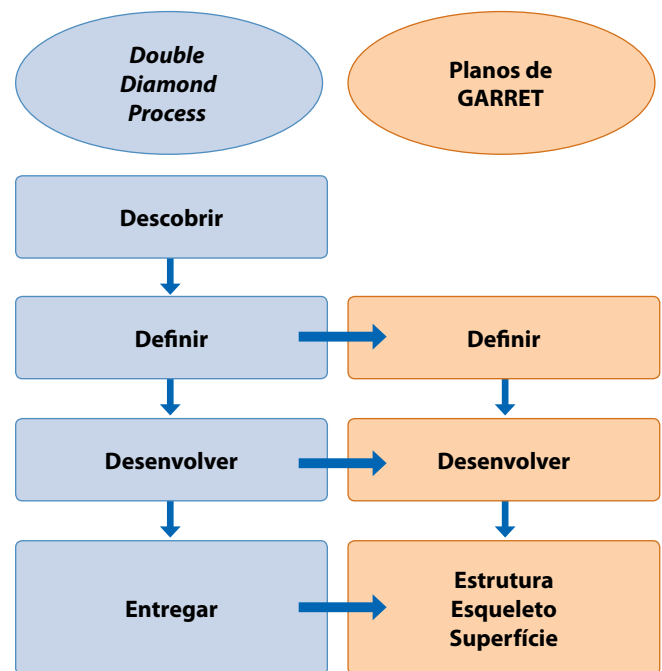 Double
Diamond
Process
Planos de
GARRET
Descobrir
Definir
Definir
Desenvolver
Desenvolver
Entregar
Estrutura
Esqueleto
Superfície